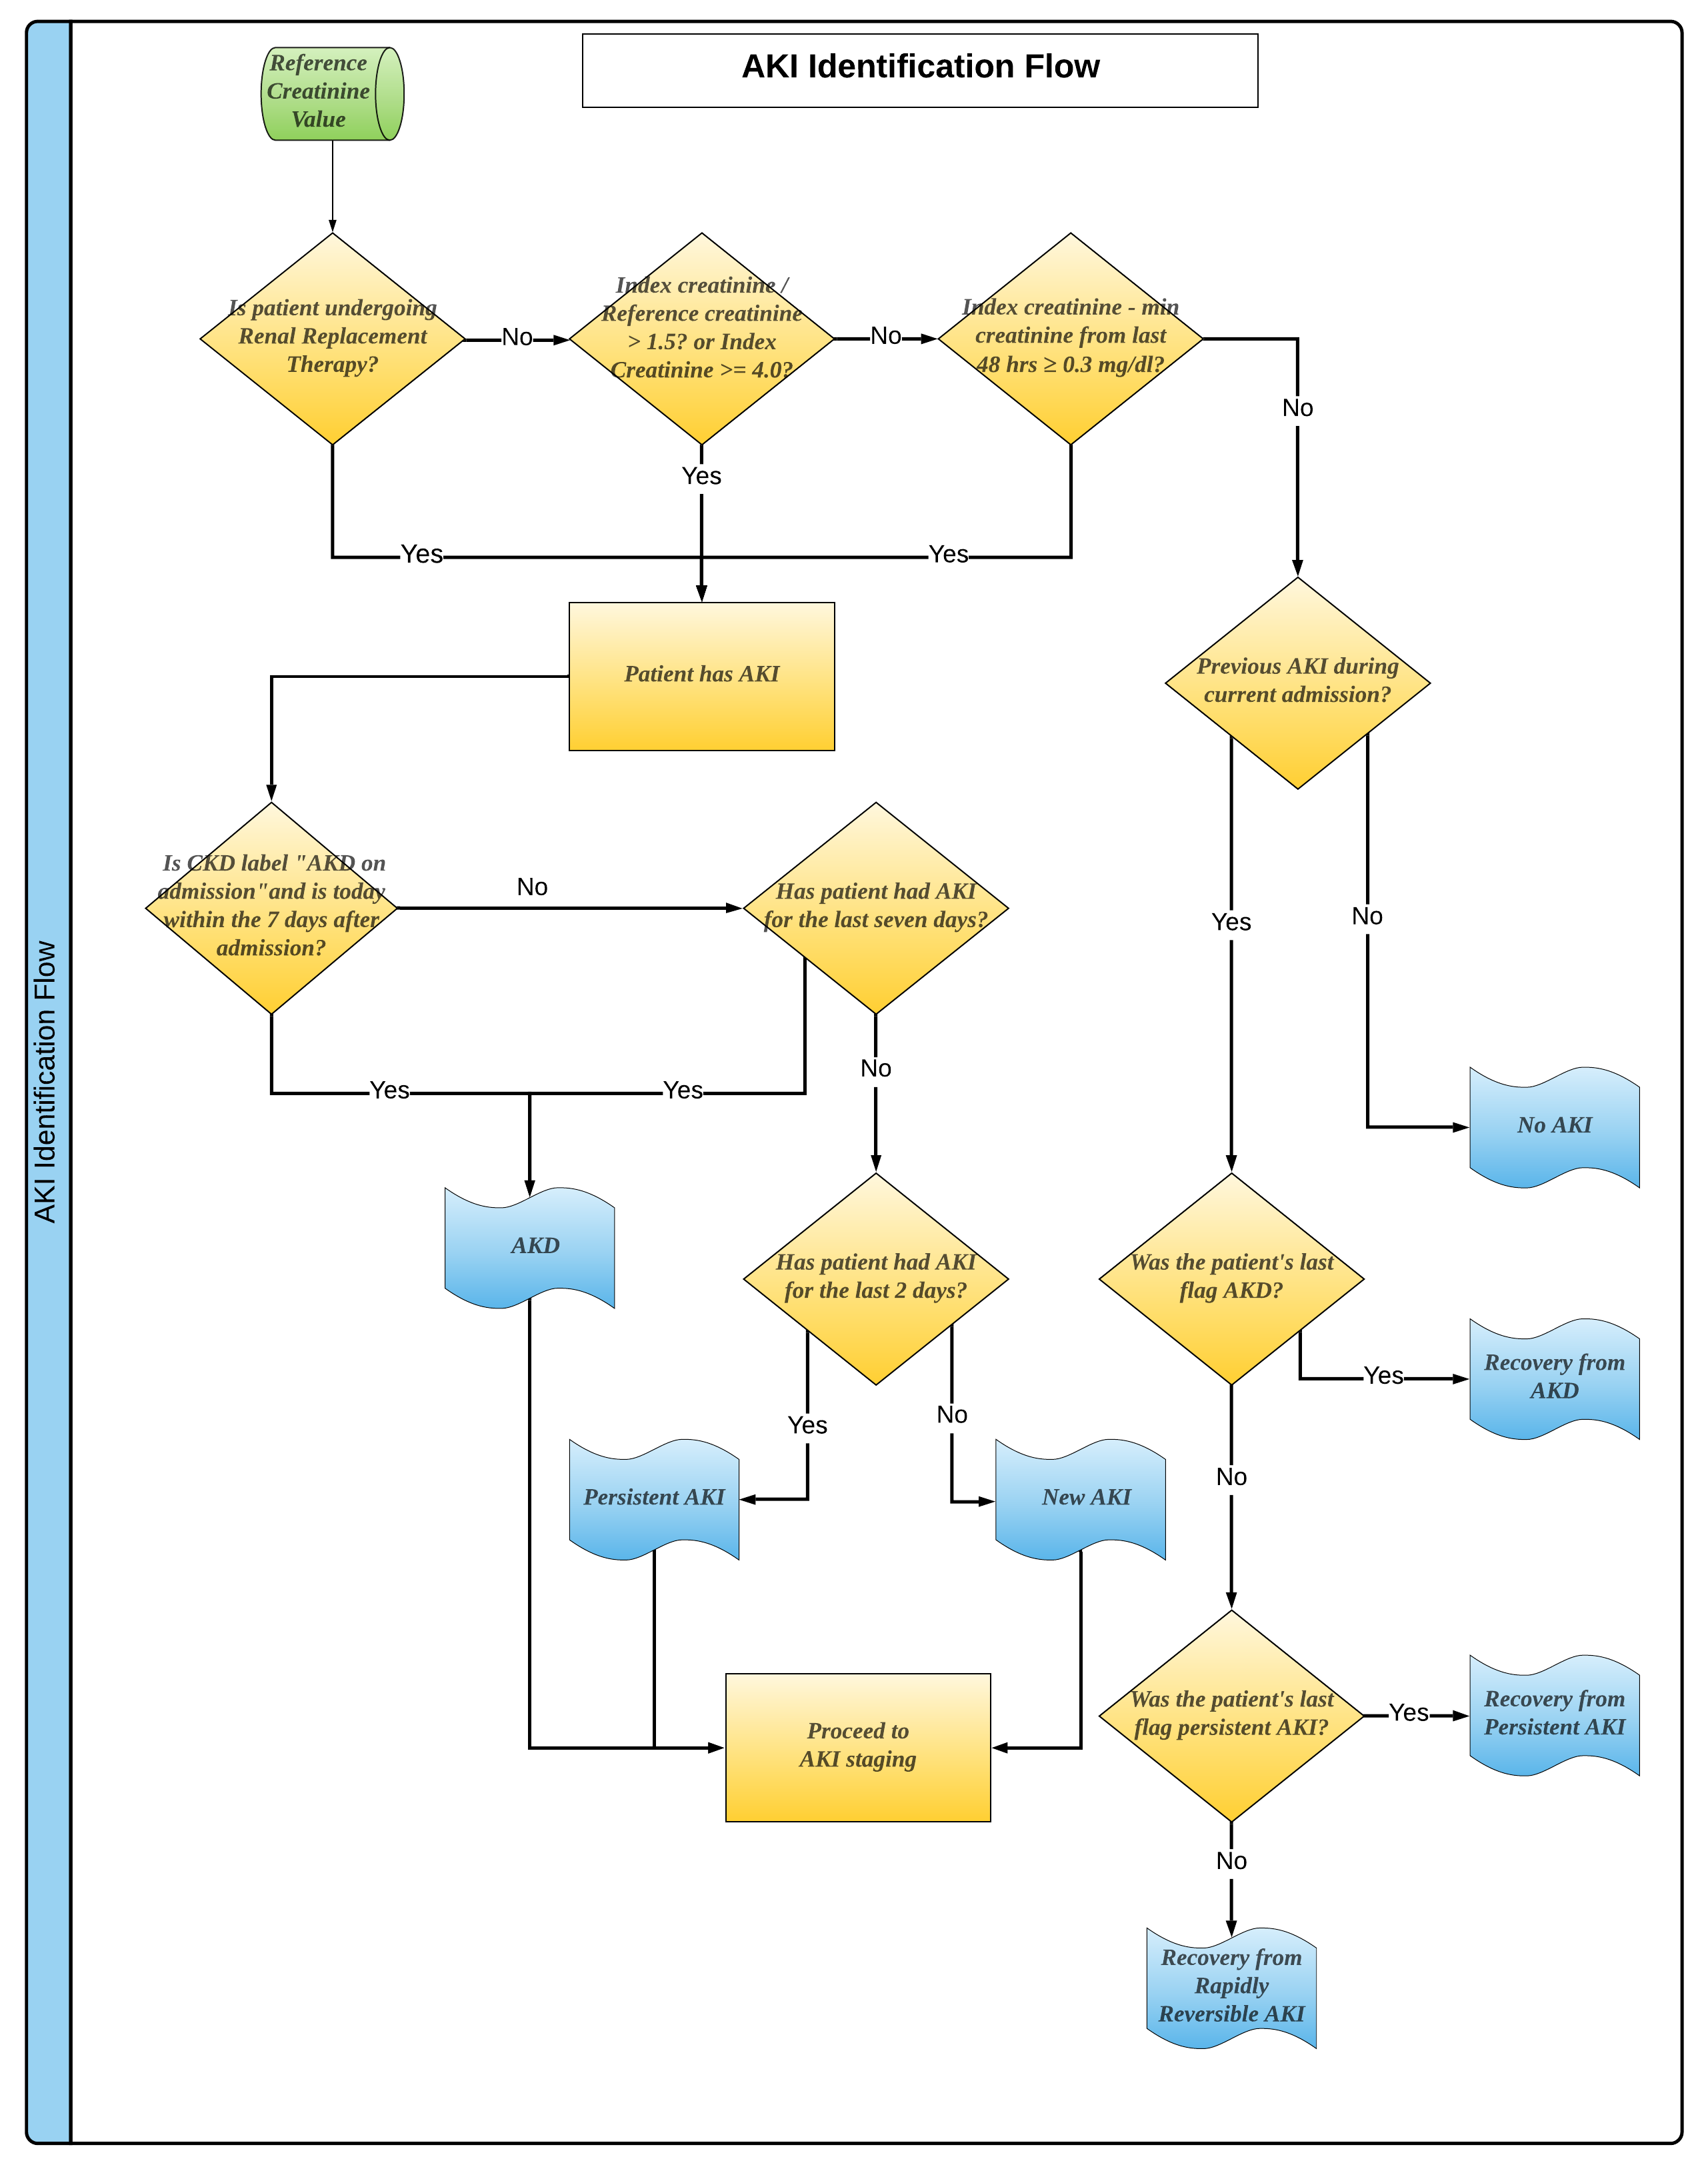 AKI Identification Flow
AKI Identification Flow
Reference
Creatinine
Value
Is patient undergoing
Renal Replacement
Therapy?
No
Index creatinine /
Reference creatinine
> 1.5? or Index
Creatinine >= 4.0?
No
Index creatinine - min
creatinine from last
48 hrs ≥ 0.3 mg/dl?
No
Yes
Yes
Yes
Patient has AKI
Previous AKI during
current admission?
Is CKD label "AKD on
admission"and is today
within the 7 days after
admission?
No
Has patient had AKI
for the last seven days?
Yes
No
Yes
Yes
No
No AKI
AKD
Has patient had AKI
for the last 2 days?
Was the patient's last
flag AKD?
Yes
Recovery from
AKD
Yes
No
No
Persistent AKI
New AKI
Proceed to
AKI staging
Was the patient's last
flag persistent AKI?
Yes
Recovery from
Persistent AKI
No
Recovery from
Rapidly
Reversible AKI